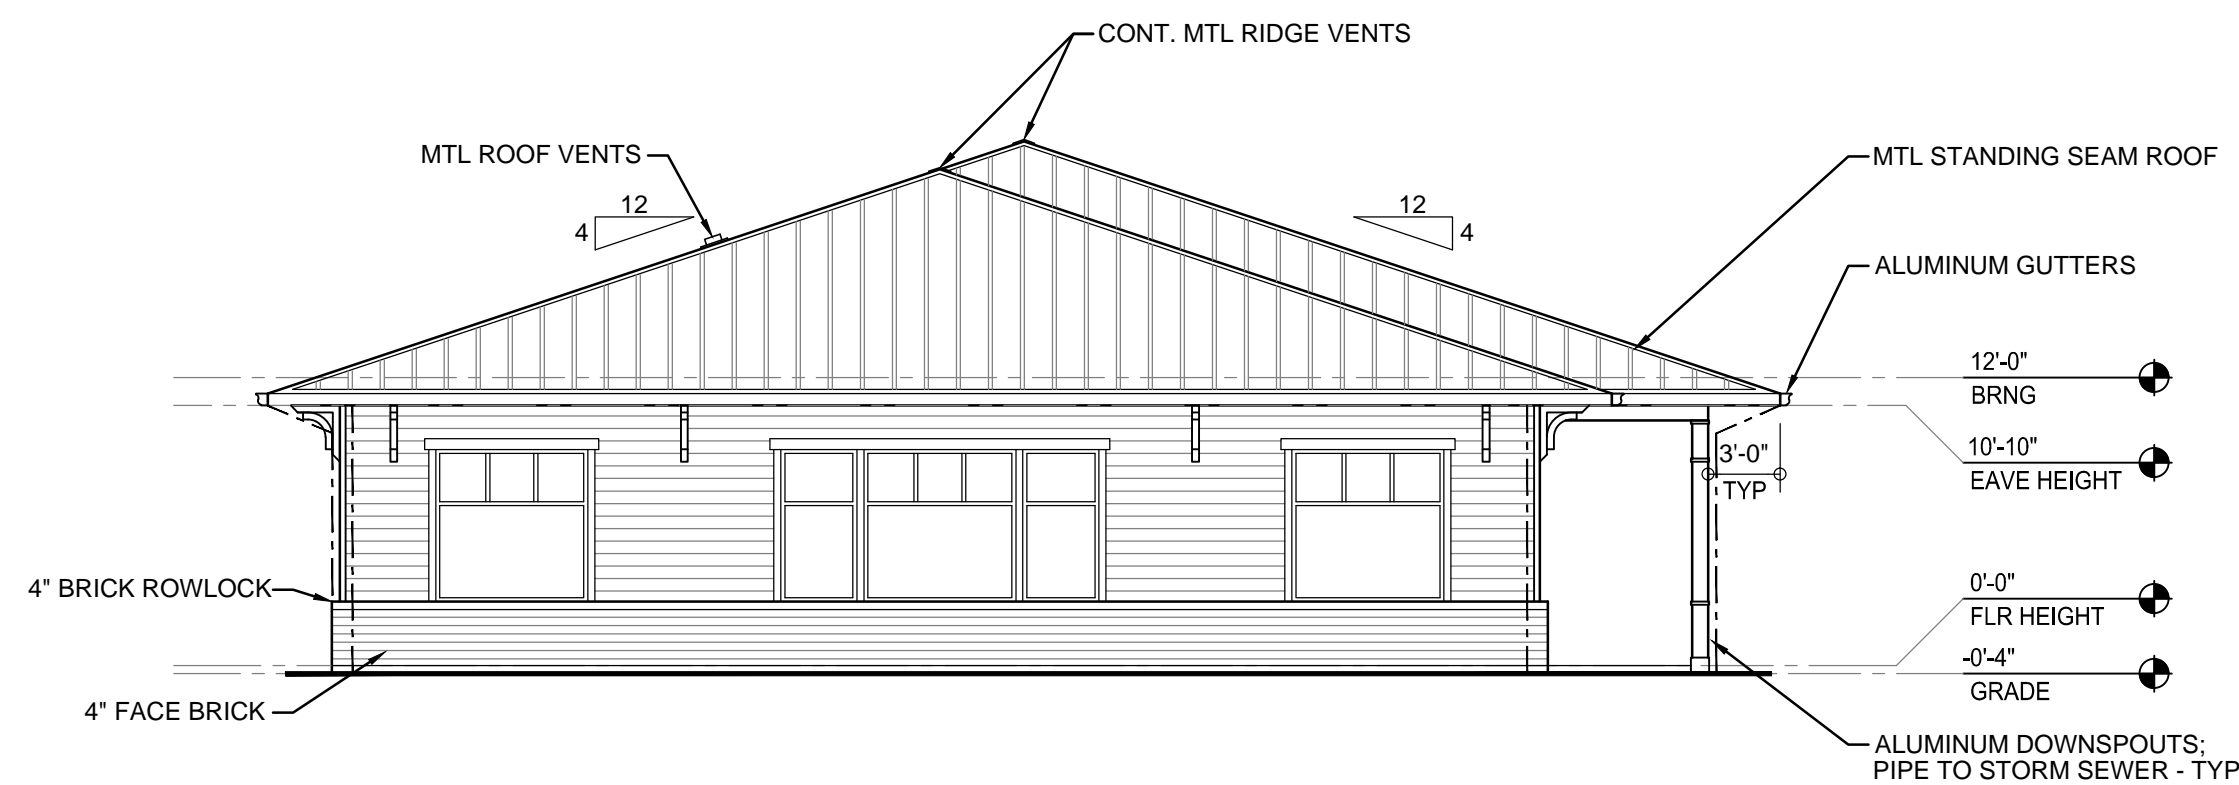 CONT. MTL RIDGE VENTS
MTL ROOF VENTS
MTL STANDING SEAM ROOF
12
4
12
4
ALUMINUM GUTTERS
12'-0"
BRNG
10'-10"
EAVE HEIGHT
3'-0"
TYP
4" BRICK ROWLOCK
0'-0"
FLR HEIGHT
-0'-4"
GRADE
4" FACE BRICK
ALUMINUM DOWNSPOUTS;
PIPE TO STORM SEWER - TYP